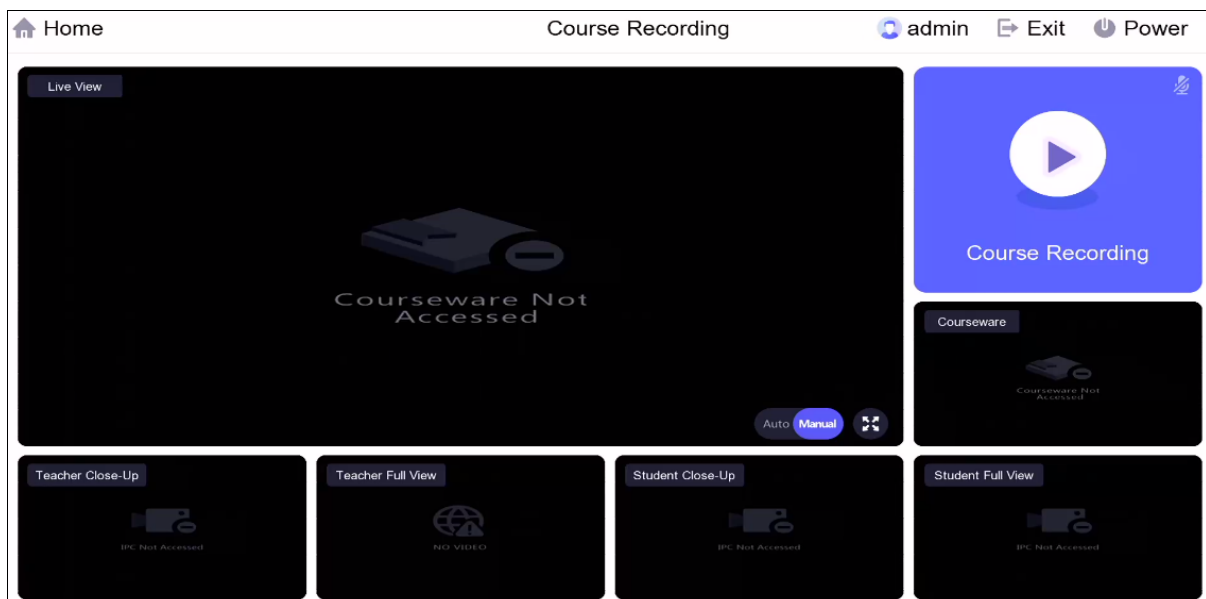 Home
Course Recording
admin
Exit
Power
Live View
Courseware Not
Accessed
Auto
Manual
Course Recording
Courseware
Courseware Not
Accessed
Teacher Close-Up
IPC Not Accessed
Teacher Full View
NO VIDEO
Student Close-Up
IPC Not Accessed
Student Full View
IPC Not Accessed